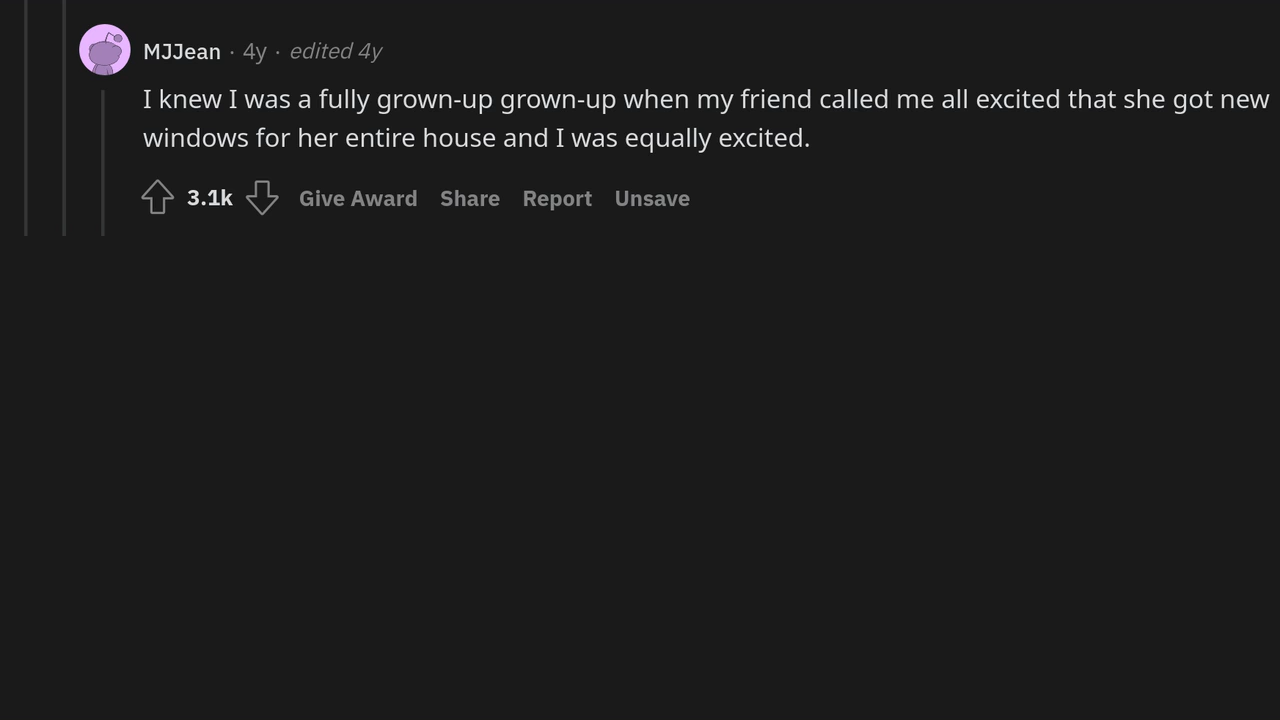 MJJean · 4y · edited 4y
I knew I was a fully grown-up grown-up when my friend called me all excited that she got new
windows for her entire house and I was equally excited.
3.1k Give Award Share Report Unsave